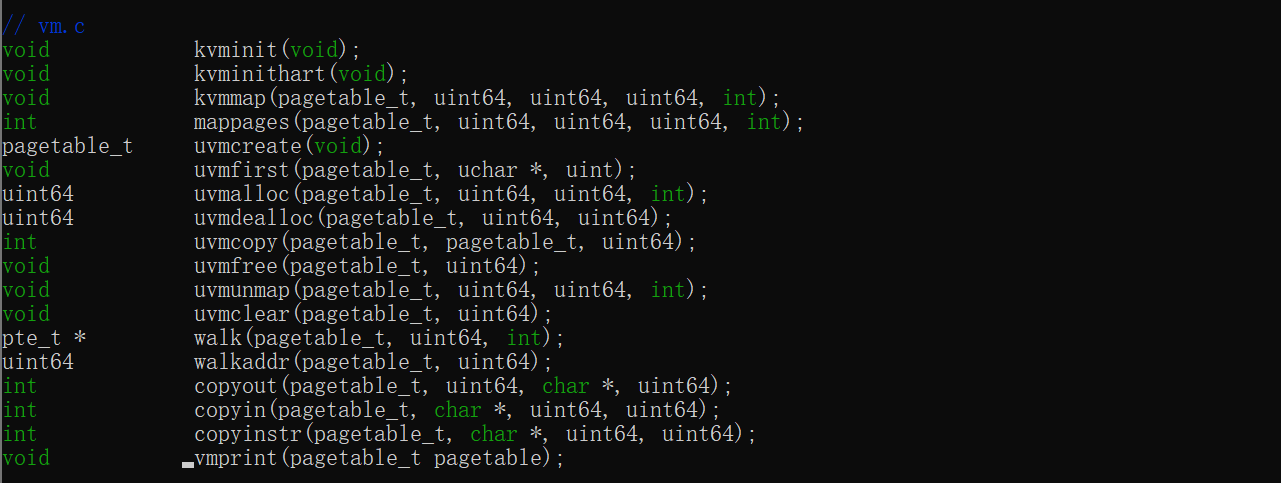 // vm.c
void            kvminit(void);
void            kvminithart(void);
void            kvmmap(pagetable_t, uint64, uint64, uint64, int);
int             mappages(pagetable_t, uint64, uint64, uint64, int);
pagetable_t     uvmcreate(void);
void            uvmfirst(pagetable_t, uchar *, uint);
uint64          uvmalloc(pagetable_t, uint64, uint64, int);
uint64          uvmdealloc(pagetable_t, uint64, uint64);
int             uvmcopy(pagetable_t, pagetable_t, uint64);
void            uvmfree(pagetable_t, uint64);
void            uvmunmap(pagetable_t, uint64, uint64, int);
void            uvmclear(pagetable_t, uint64);
pte_t *         walk(pagetable_t, uint64, int);
uint64          walkaddr(pagetable_t, uint64);
int             copyout(pagetable_t, uint64, char *, uint64);
int             copyin(pagetable_t, char *, uint64, uint64);
int             copyinstr(pagetable_t, char *, uint64, uint64);
void            vmprint(pagetable_t pagetable);